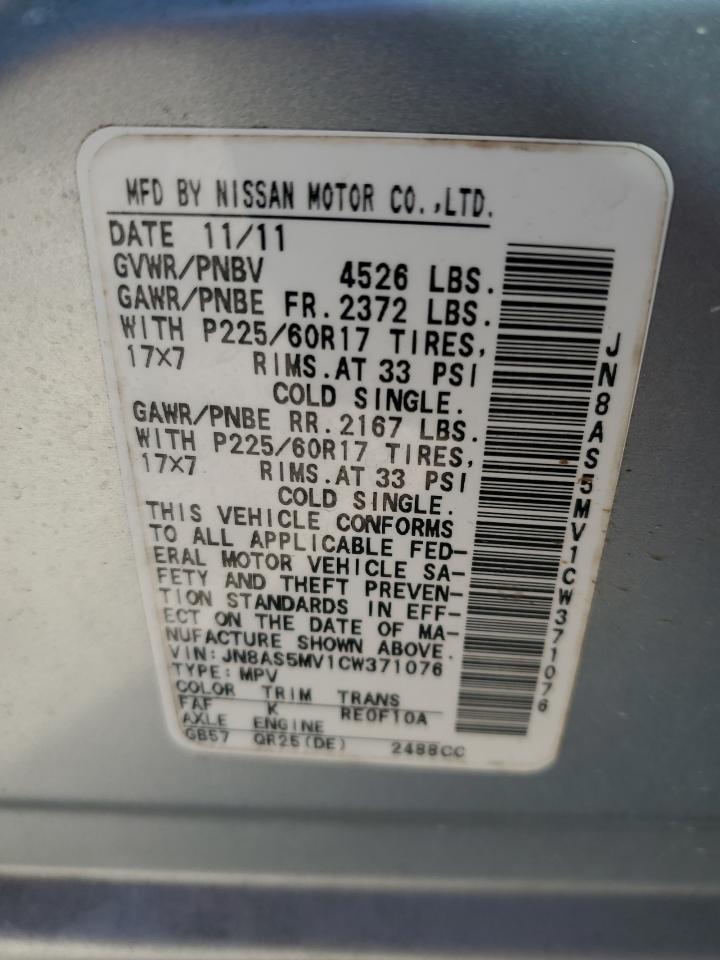 MFD BY NISSAN MOTOR CO.,LTD.
DATE 11/11
GVWR/PNBV 4526 LBS.
GAWR/PNBE FR.2372 LBS.
WITH P225/60R17 TIRES,
17X7 RIMS.AT 33 PSI
COLD SINGLE.
GAWR/PNBE RR.2167 LBS.
WITH P225/60R17 TIRES,
17X7 RIMS.AT 33 PSI
COLD SINGLE.
THIS VEHICLE CONFORMS
TO ALL APPLICABLE FED-
ERAL MOTOR VEHICLE SA-
FETY AND THEFT PREVEN-
TION STANDARDS IN EFF-
ECT ON THE DATE OF MA-
NUFACTURE SHOWN ABOVE.
VIN:JN8AS5MV1CW371076
TYPE:MPV
COLOR TRIM TRANS
FAF K RE0F10A
AXLE ENGINE
GB57 QR25(DE) 2488CC
JN8AS5MV1CW371076